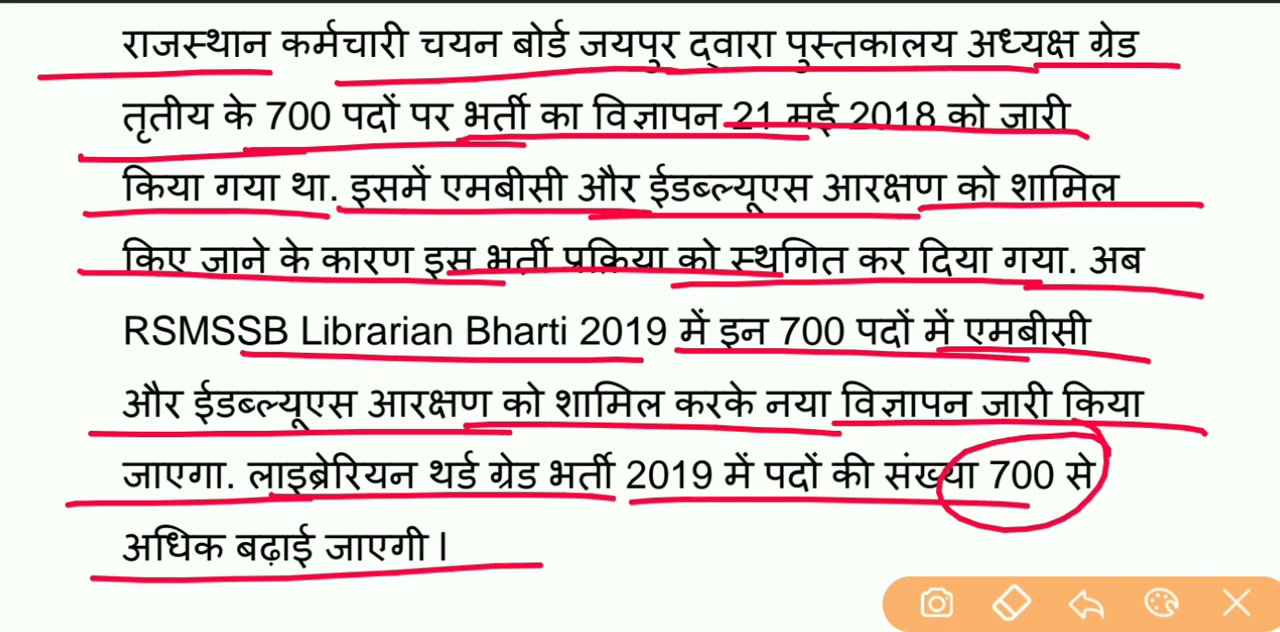 राजस्थान कर्मचारी चयन बोर्ड जयपुर द्वारा पुस्तकालय अध्यक्ष ग्रेड
तृतीय के 700 पदों पर भर्ती का विज्ञापन 21 मई 2018 को जारी
किया गया था. इसमें एमबीसी और ईडब्ल्यूएस आरक्षण को शामिल
किए जाने के कारण इस भर्ती प्रक्रिया को स्थगित कर दिया गया. अब
RSMSSB Librarian Bharti 2019 में इन 700 पदों में एमबीसी
और ईडब्ल्यूएस आरक्षण को शामिल करके नया विज्ञापन जारी किया
जाएगा. लाइब्रेरियन थर्ड ग्रेड भर्ती 2019 में पदों की संख्या 700 से
अधिक बढ़ाई जाएगी।